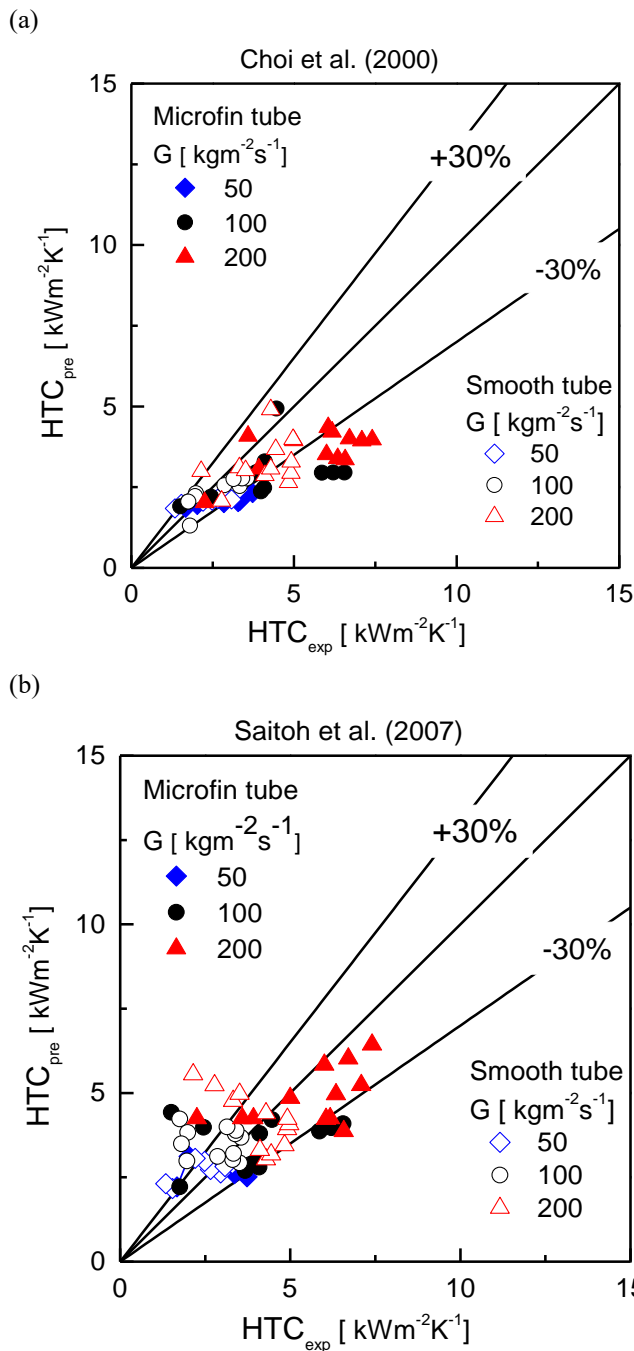 (a)
Choi et al. (2000)
15
Microfin tube
G [ kgm⁻²s⁻¹]
50
100
200
+30%
10
-30%
HTC_pre [ kWm⁻²K⁻¹]
Smooth tube
G [ kgm⁻²s⁻¹]
50
100
200
5
0
0 5 10 15
HTC_exp [ kWm⁻²K⁻¹]
(b)
Saitoh et al. (2007)
15
Microfin tube
G [ kgm⁻²s⁻¹]
50
100
200
+30%
10
-30%
HTC_pre [ kWm⁻²K⁻¹]
Smooth tube
G [ kgm⁻²s⁻¹]
50
100
200
5
0
0 5 10 15
HTC_exp [ kWm⁻²K⁻¹]